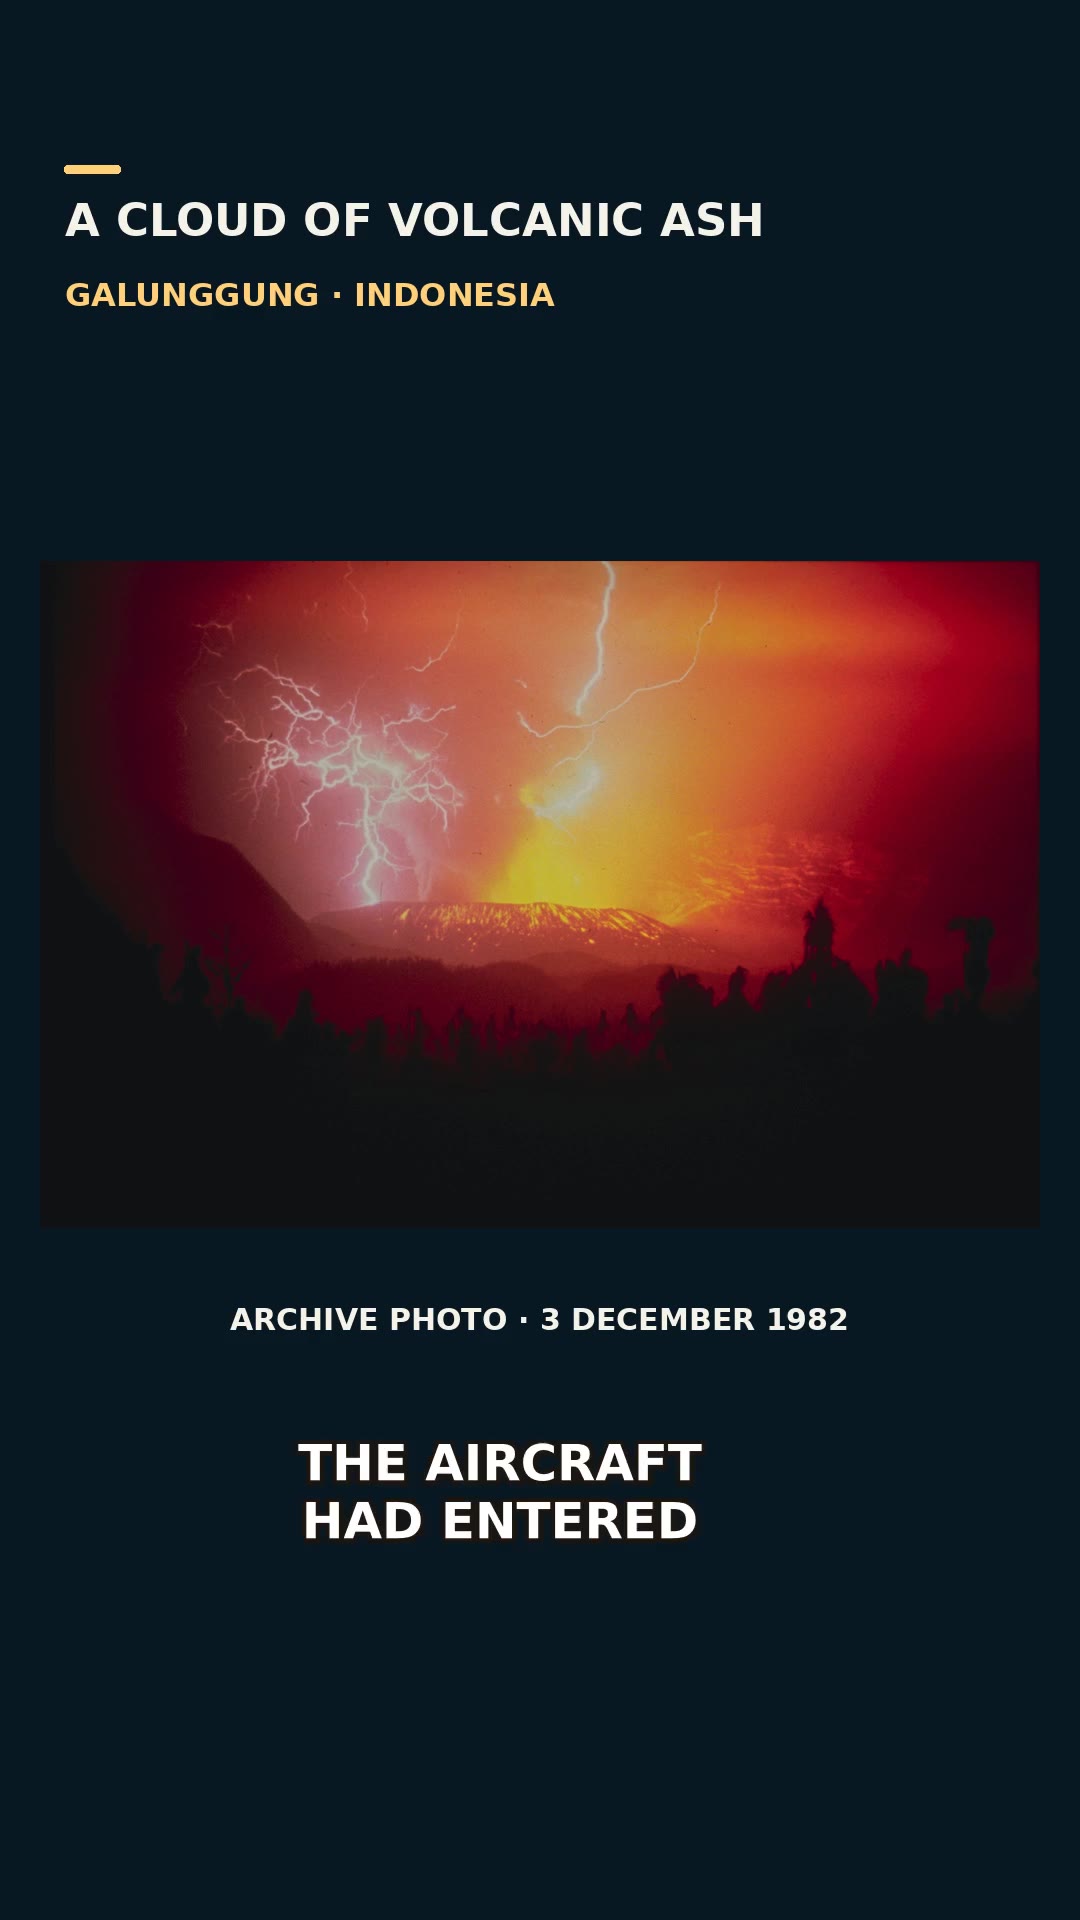 A CLOUD OF VOLCANIC ASH
GALUNGGUNG · INDONESIA
ARCHIVE PHOTO · 3 DECEMBER 1982
THE AIRCRAFT
HAD ENTERED